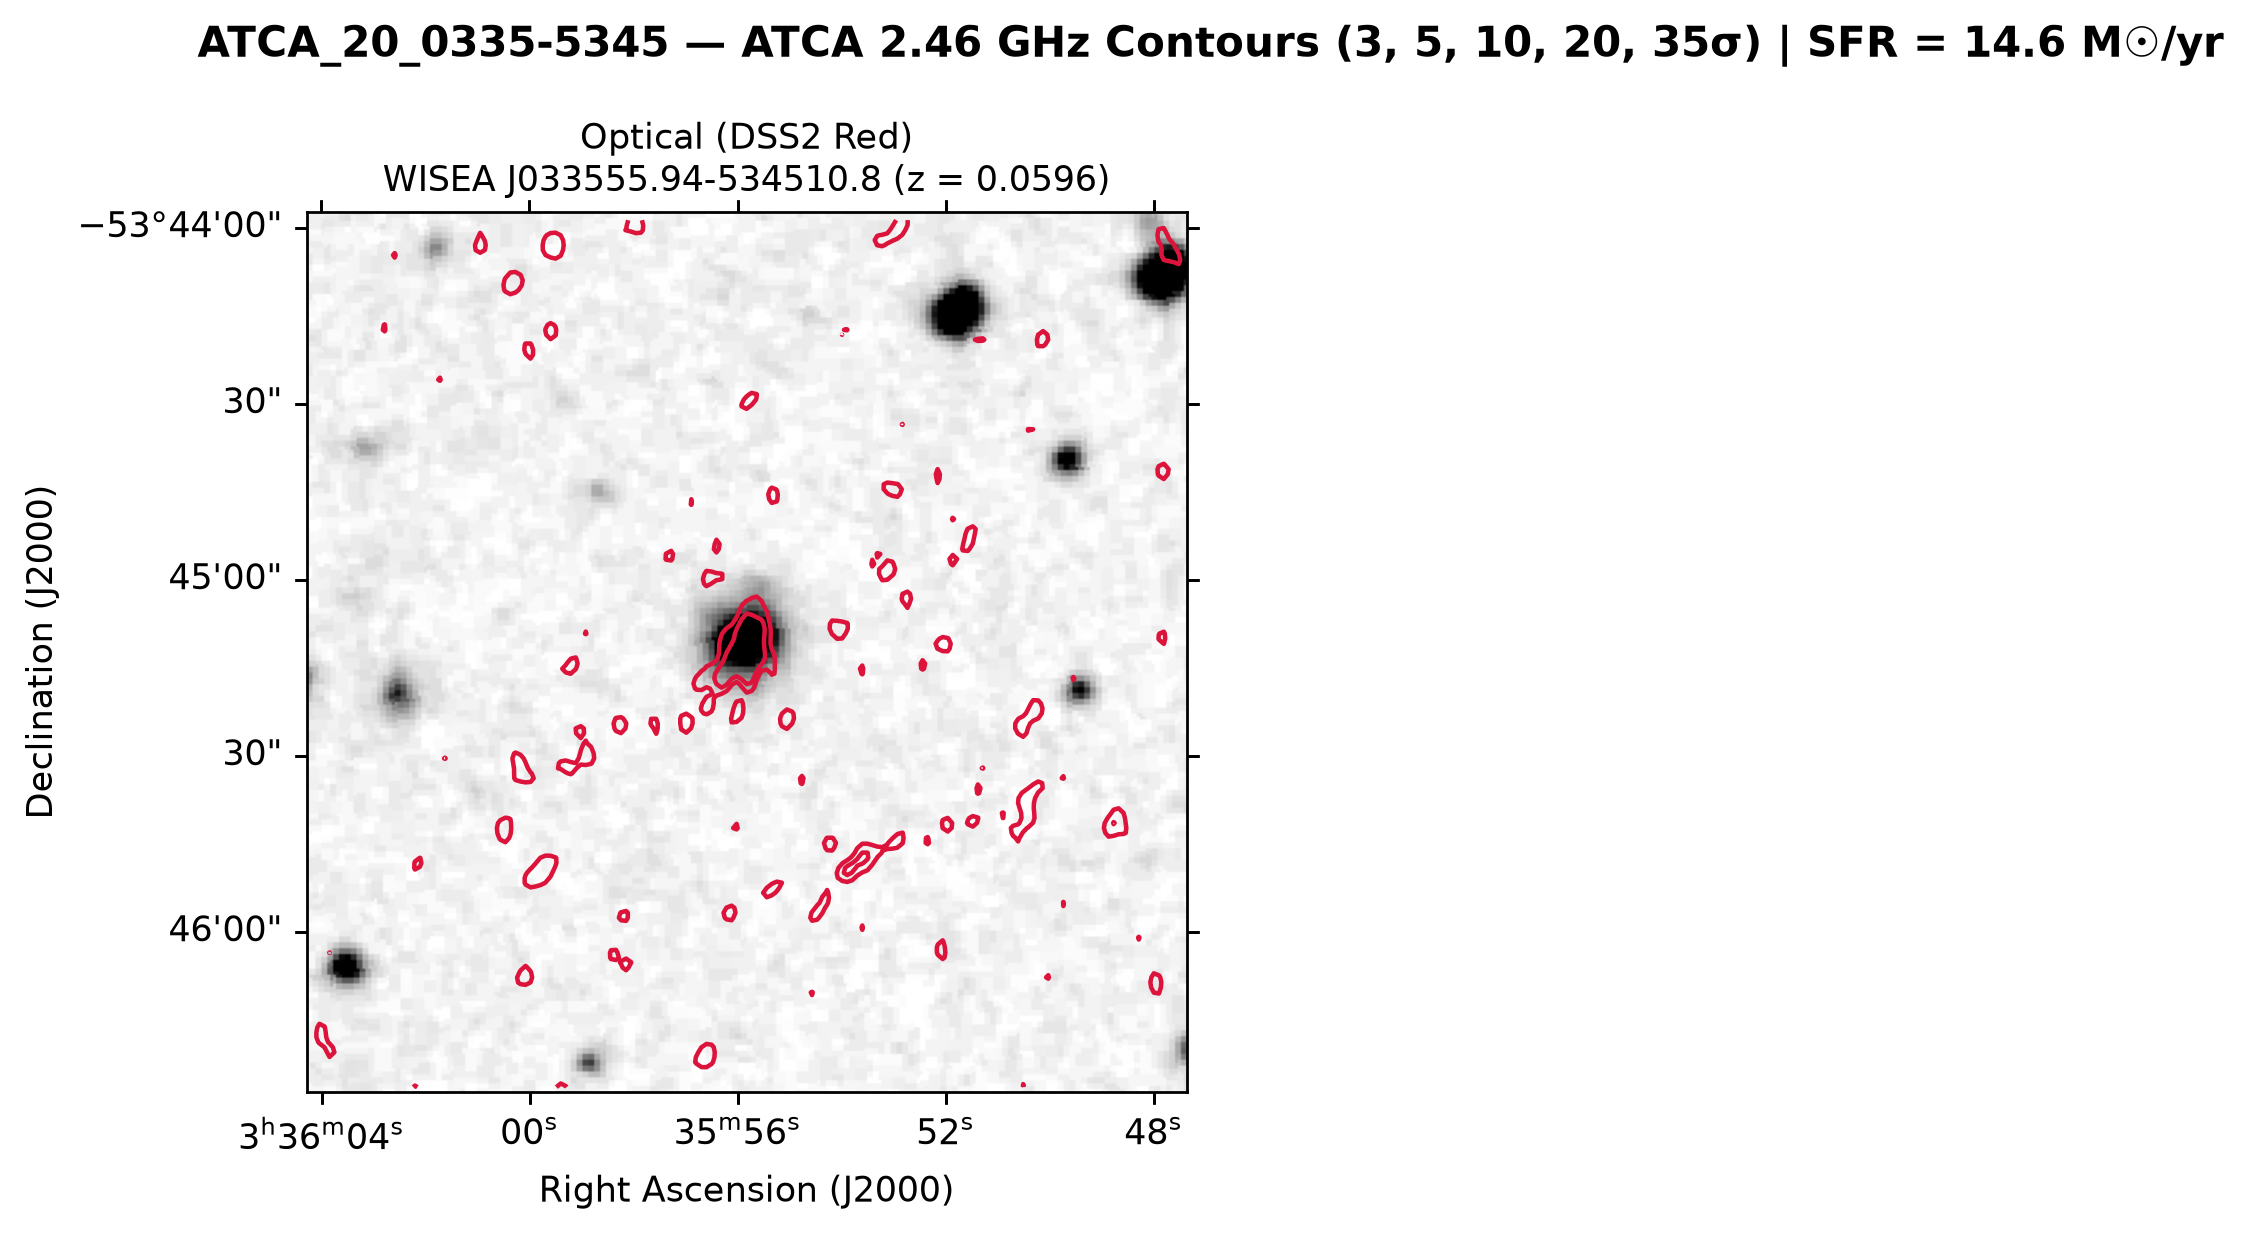 ATCA_20_0335-5345 — ATCA 2.46 GHz Contours (3, 5, 10, 20, 35σ) | SFR = 14.6 M☉/yr
Optical (DSS2 Red)
WISEA J033555.94-534510.8 (z = 0.0596)
−53°44'00"
30"
45'00"
30"
46'00"
Declination (J2000)
3ʰ36ᵐ04ˢ 00ˢ 35ᵐ56ˢ 52ˢ 48ˢ
Right Ascension (J2000)